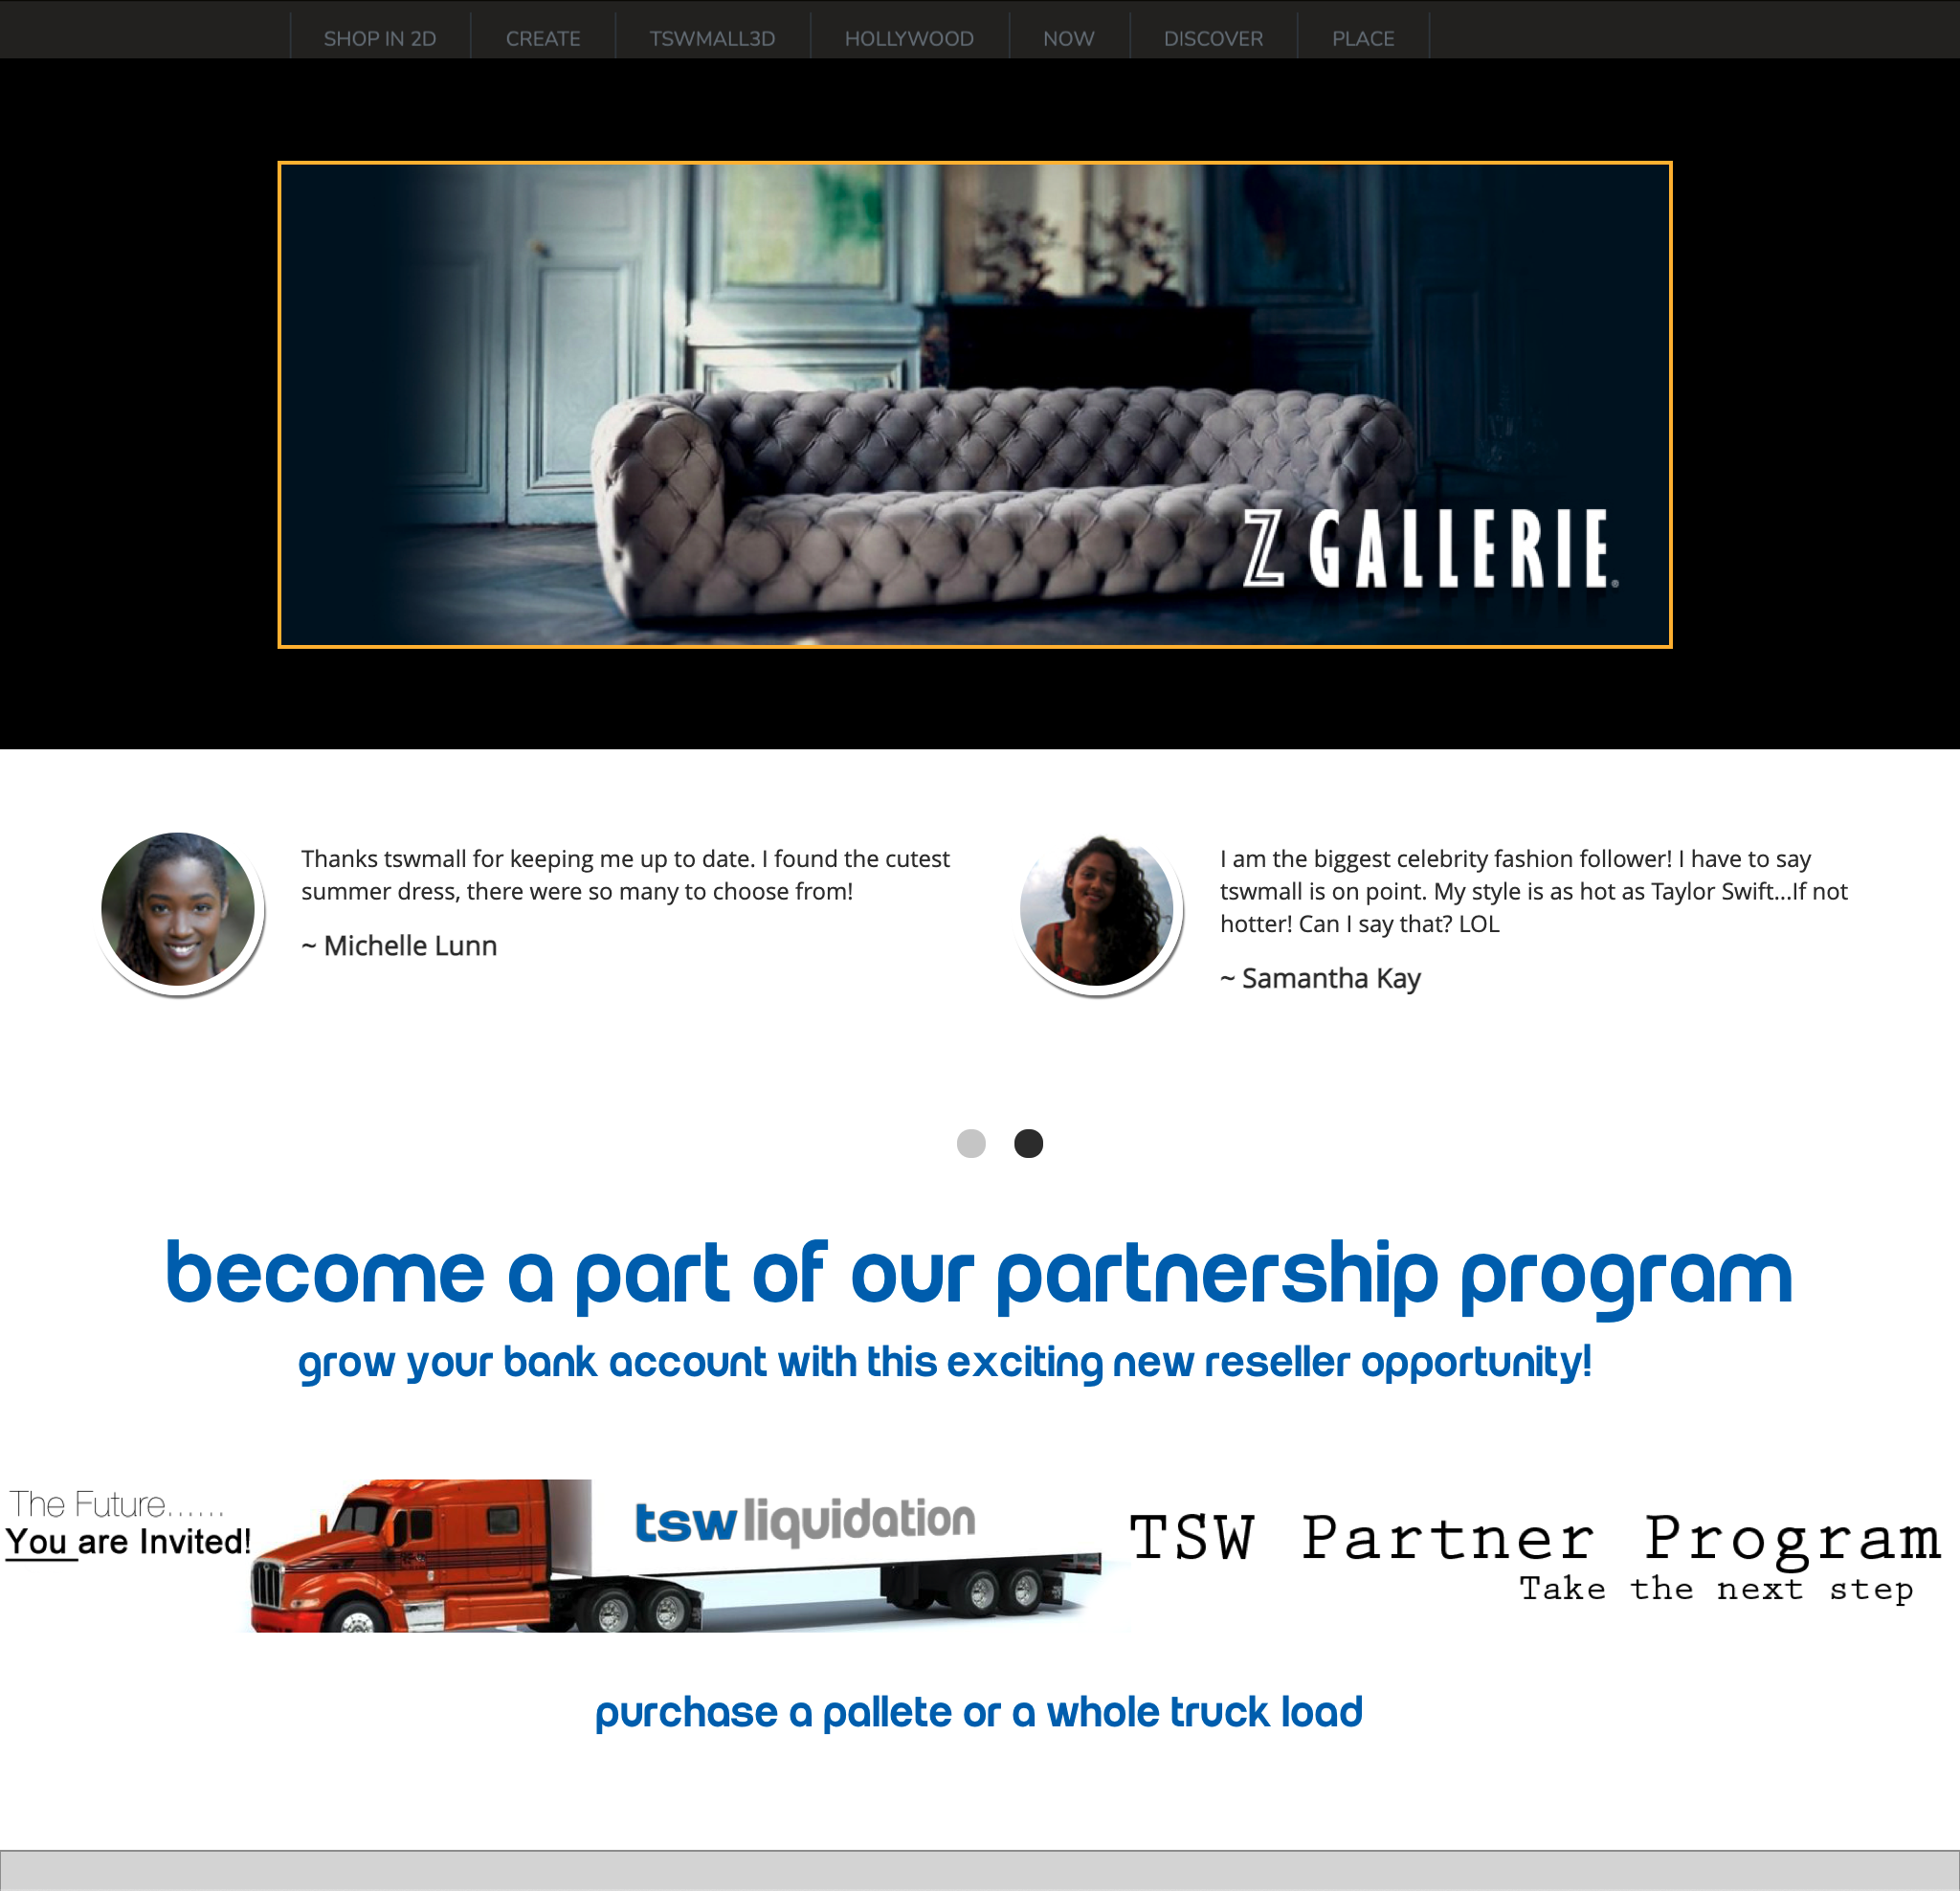 SHOP IN 2D CREATE TSWMALL3D HOLLYWOOD NOW DISCOVER PLACE
Z GALLERIE
Thanks tswmall for keeping me up to date. I found the cutest
summer dress, there were so many to choose from!
~ Michelle Lunn
I am the biggest celebrity fashion follower! I have to say
tswmall is on point. My style is as hot as Taylor Swift...If not
hotter! Can I say that? LOL
~ Samantha Kay
become a part of our partnership program
grow your bank account with this exciting new reseller opportunity!
The Future......
You are Invited!
tswliquidation
TSW Partner Program
Take the next step
purchase a pallete or a whole truck load